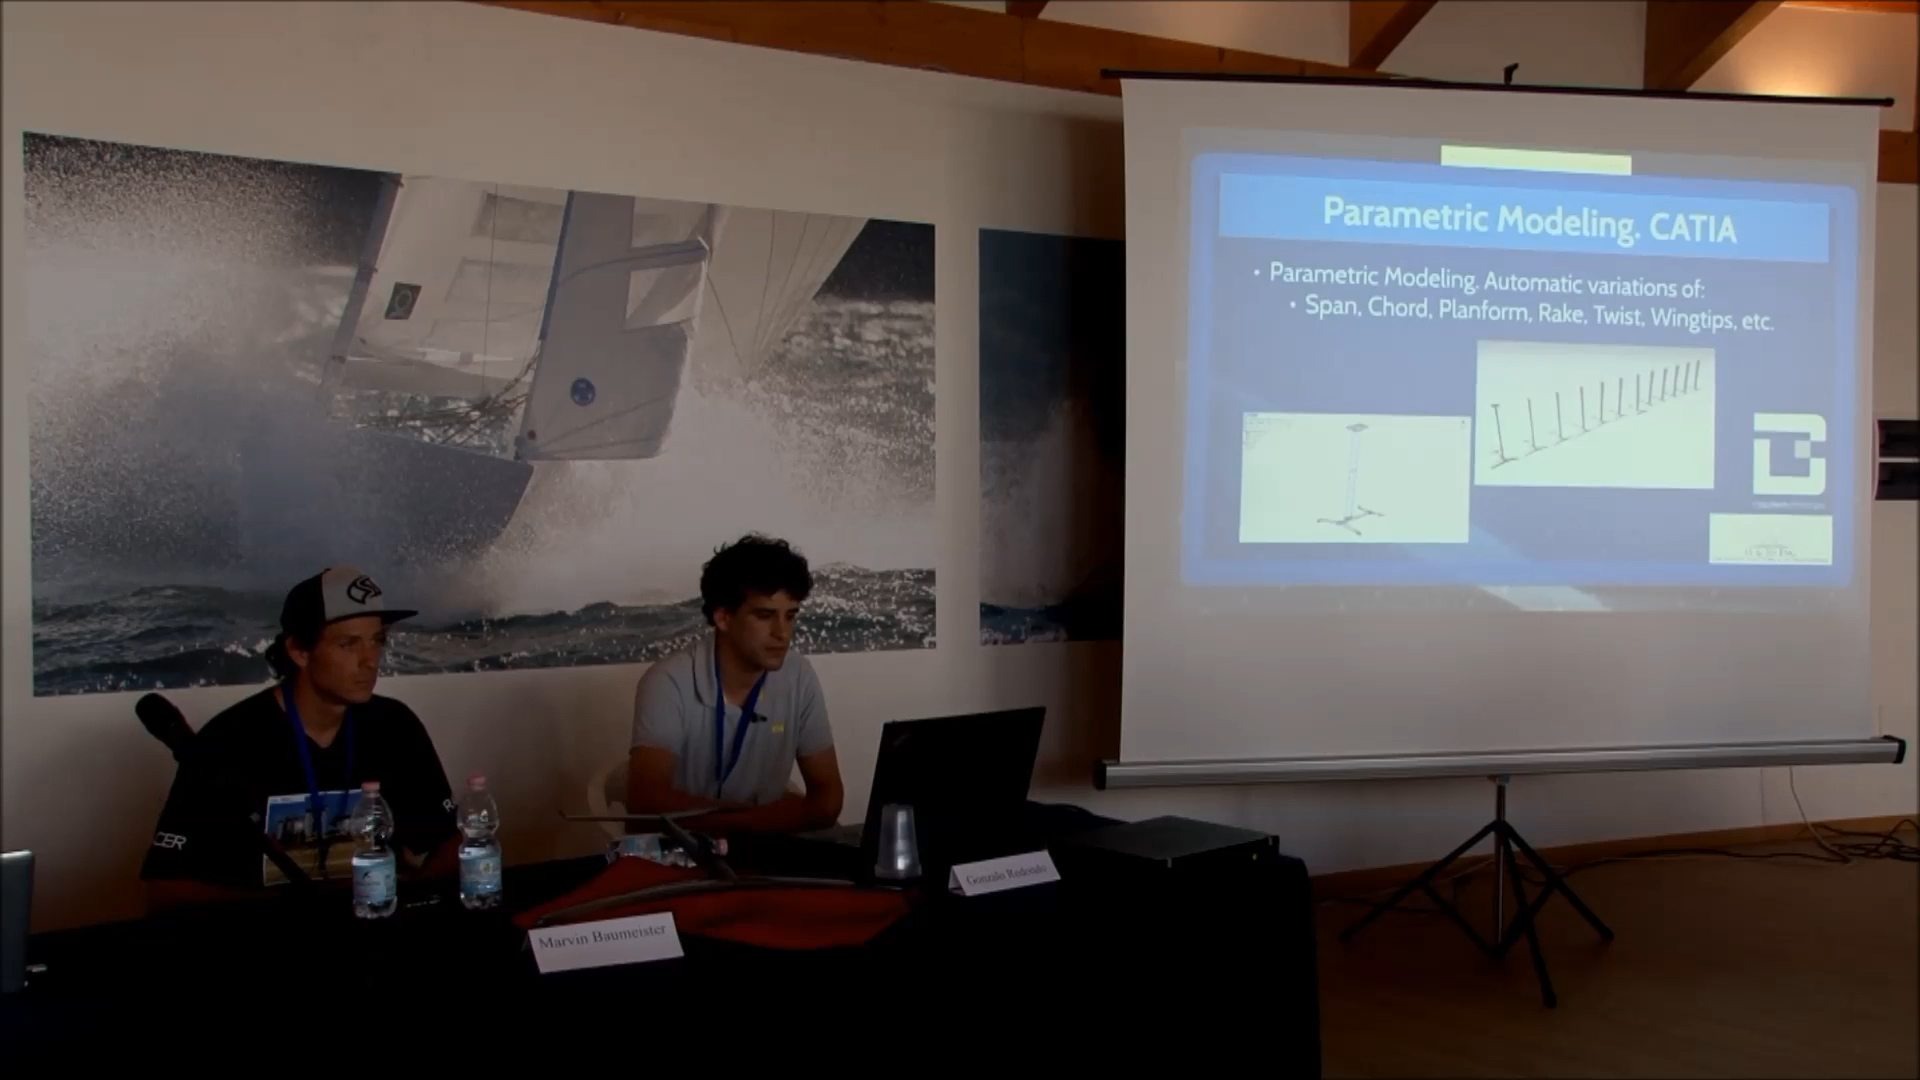 Parametric Modeling. CATIA
• Parametric Modeling. Automatic variations of:
• Span, Chord, Planform, Rake, Twist, Wingtips, etc.
Gonzalo Redondo
Marvin Baumeister
CER
R